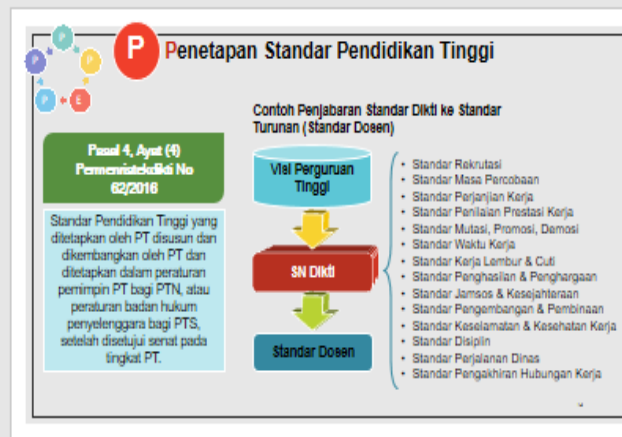 P
P
P
E
P
P
Penetapan Standar Pendidikan Tinggi
Contoh Penjabaran Standar Dikti ke Standar
Turunan (Standar Dosen)
Pasal 4, Ayat (4)
Permenristekdikti No
62/2016
Standar Pendidikan Tinggi yang
ditetapkan oleh PT disusun dan
dikembangkan oleh PT dan
ditetapkan dalam peraturan
pemimpin PT bagi PTN, atau
peraturan badan hukum
penyelenggara bagi PTS,
setelah disetujui senat pada
tingkat PT.
Visi Perguruan
Tinggi
SN Dikti
Standar Dosen
• Standar Rekrutasi
• Standar Masa Percobaan
• Standar Perjanjian Kerja
• Standar Penilaian Prestasi Kerja
• Standar Mutasi, Promosi, Demosi
• Standar Waktu Kerja
• Standar Kerja Lembur & Cuti
• Standar Penghasilan & Penghargaan
• Standar Jamsos & Kesejahteraan
• Standar Pengembangan & Pembinaan
• Standar Keselamatan & Kesehatan Kerja
• Standar Disiplin
• Standar Perjalanan Dinas
• Standar Pengakhiran Hubungan Kerja